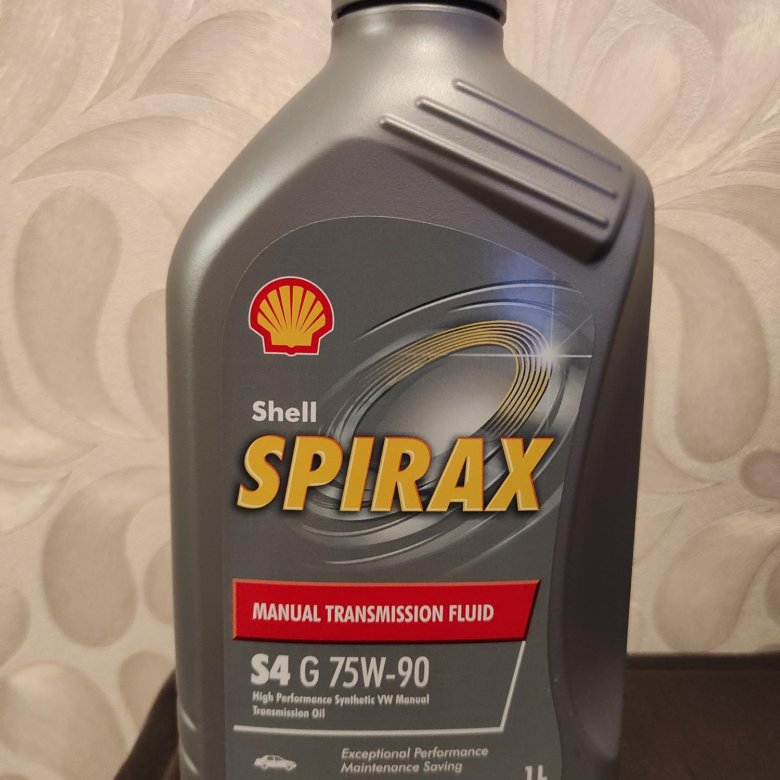 Shell
SPIRAX
MANUAL TRANSMISSION FLUID
S4 G 75W-90
High Performance Synthetic VW Manual
Transmission Oil
Exceptional Performance
Maintenance Saving
1L